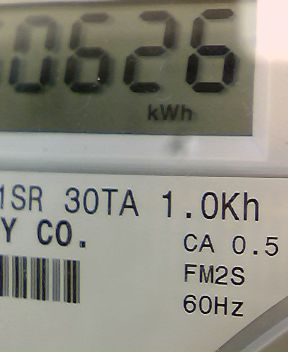 0626
kWh
1SR 30TA 1.0Kh
Y CO.
CA 0.5
FM2S
60Hz